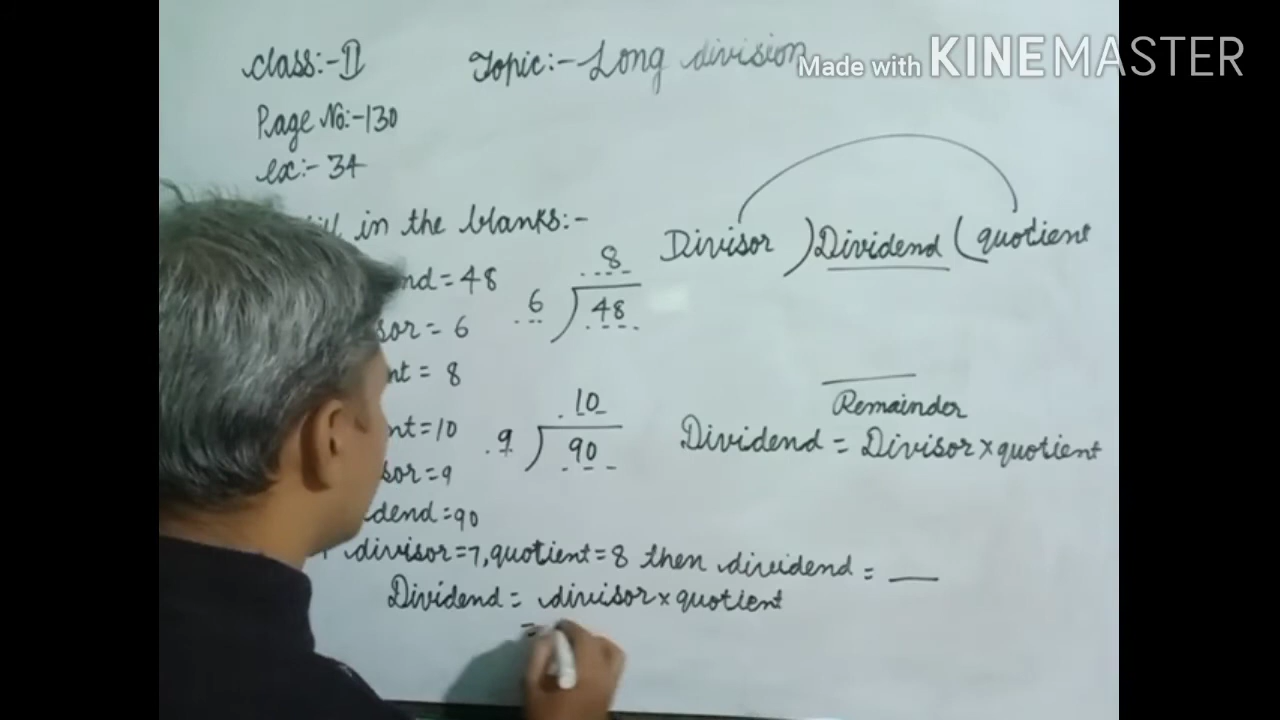 Class:-II Topic:-Long division
Made with KINEMASTER
Page No:-130
ex:- 34
in the blanks:-
Divisor )Dividend (quotient
8
6 ) 48
nd=48
sor= 6
nt = 8
Remainder
Dividend = Divisor×quotient
10
9 ) 90
nt=10
sor=9
dend=90
divisor=7, quotient=8 then dividend = __
Dividend = divisor×quotient
=